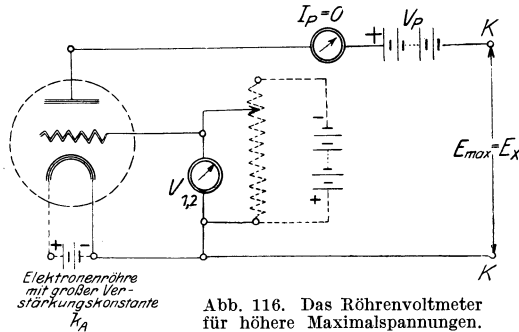 I_P=0
+ V_P
K
-
V_1,2
E_max=E_x
+
+ -
K
Elektronenröhre
mit großer Ver-
stärkungskonstante
k_A
Abb. 116. Das Röhrenvoltmeter
für höhere Maximalspannungen.